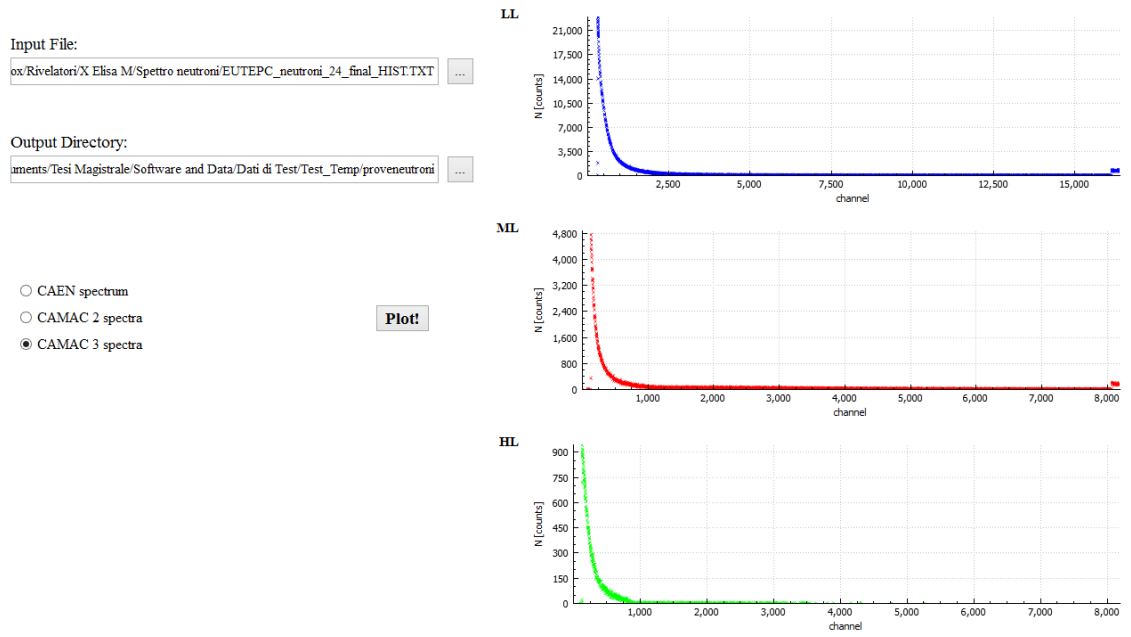 Input File:
ox/Rivelatori/X Elisa M/Spettro neutroni/EUTEPC_neutroni_24_final_HIST.TXT
...
Output Directory:
uments/Tesi Magistrale/Software and Data/Dati di Test/Test_Temp/proveneutroni
...
CAEN spectrum
CAMAC 2 spectra
CAMAC 3 spectra
Plot!
LL
N [counts]
21,000
17,500
14,000
10,500
7,000
3,500
0
2,500 5,000 7,500 10,000 12,500 15,000
channel
ML
N [counts]
4,800
4,000
3,200
2,400
1,600
800
0
1,000 2,000 3,000 4,000 5,000 6,000 7,000 8,000
channel
HL
N [counts]
900
750
600
450
300
150
0
1,000 2,000 3,000 4,000 5,000 6,000 7,000 8,000
channel